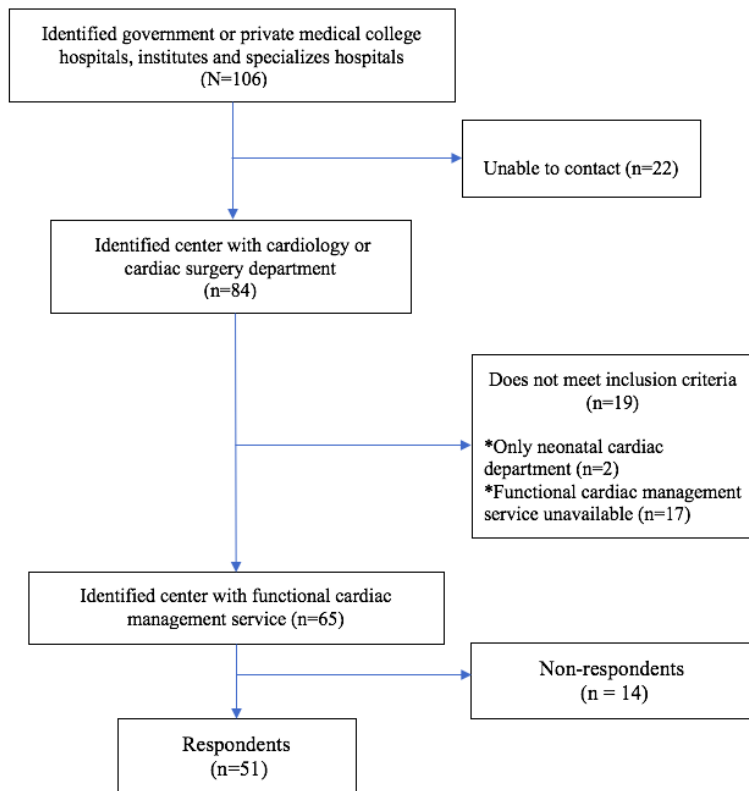 Identified government or private medical college
hospitals, institutes and specializes hospitals
(N=106)
Unable to contact (n=22)
Identified center with cardiology or
cardiac surgery department
(n=84)
Does not meet inclusion criteria
(n=19)
*Only neonatal cardiac
department (n=2)
*Functional cardiac management
service unavailable (n=17)
Identified center with functional cardiac
management service (n=65)
Non-respondents
(n = 14)
Respondents
(n=51)